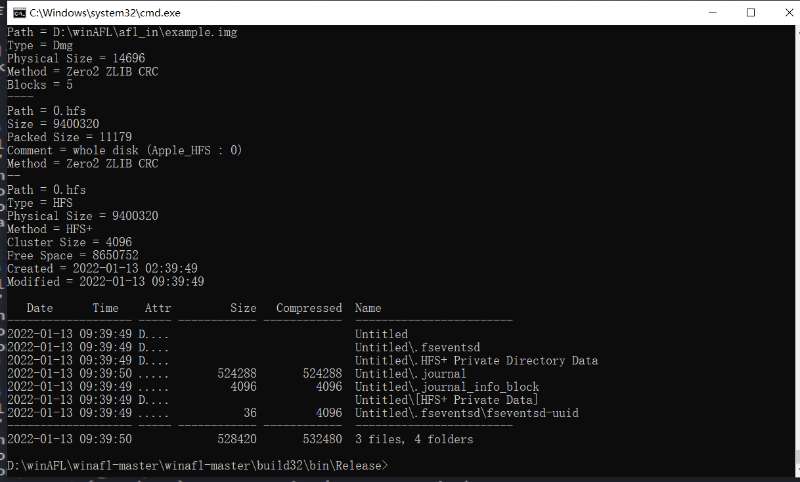 C:\Windows\system32\cmd.exe
Path = D:\winAFL\afl_in\example.img
Type = Dmg
Physical Size = 14696
Method = Zero2 ZLIB CRC
Blocks = 5
----
Path = 0.hfs
Size = 9400320
Packed Size = 11179
Comment = whole disk (Apple_HFS : 0)
Method = Zero2 ZLIB CRC
--
Path = 0.hfs
Type = HFS
Physical Size = 9400320
Method = HFS+
Cluster Size = 4096
Free Space = 8650752
Created = 2022-01-13 02:39:49
Modified = 2022-01-13 09:39:49
   Date      Time    Attr         Size   Compressed  Name
------------------- ----- ------------ ------------  ------------------------
2022-01-13 09:39:49 D....                            Untitled
2022-01-13 09:39:49 D....                            Untitled\.fseventsd
2022-01-13 09:39:49 D....                            Untitled\.HFS+ Private Directory Data
2022-01-13 09:39:50 .....       524288       524288  Untitled\.journal
2022-01-13 09:39:49 .....         4096         4096  Untitled\.journal_info_block
2022-01-13 09:39:49 D....                            Untitled\[HFS+ Private Data]
2022-01-13 09:39:49 .....           36         4096  Untitled\.fseventsd\fseventsd-uuid
------------------- ----- ------------ ------------  ------------------------
2022-01-13 09:39:50             528420       532480  3 files, 4 folders
D:\winAFL\winafl-master\winafl-master\build32\bin\Release>